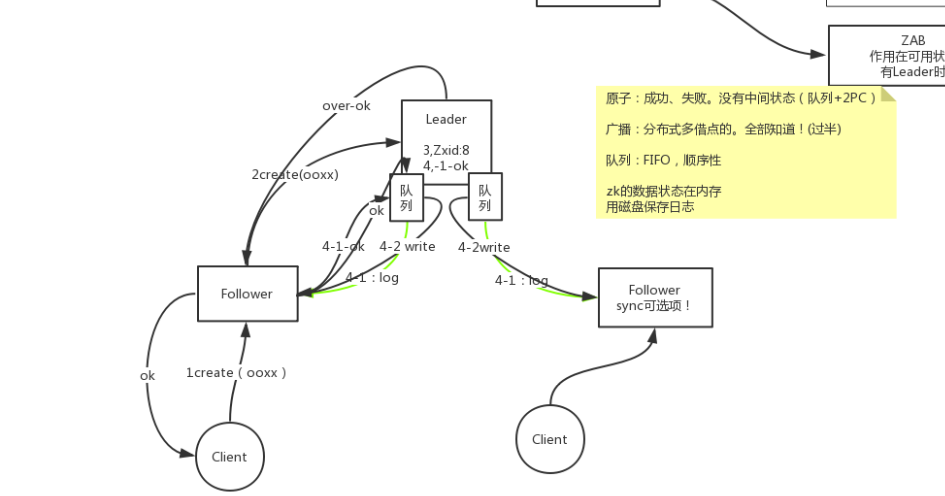 ZAB
作用在可用状
有Leader时
原子：成功、失败。没有中间状态（队列+2PC）
广播：分布式多借点的。全部知道！(过半)
队列：FIFO，顺序性
zk的数据状态在内存
用磁盘保存日志
over-ok
Leader
3,Zxid:8
4,-1-ok
2create(ooxx)
队
列
队
列
ok
4-1-ok
4-2 write
4-2write
4-1：log
4-1：log
Follower
Follower
sync可选项！
ok
1create（ooxx）
Client
Client